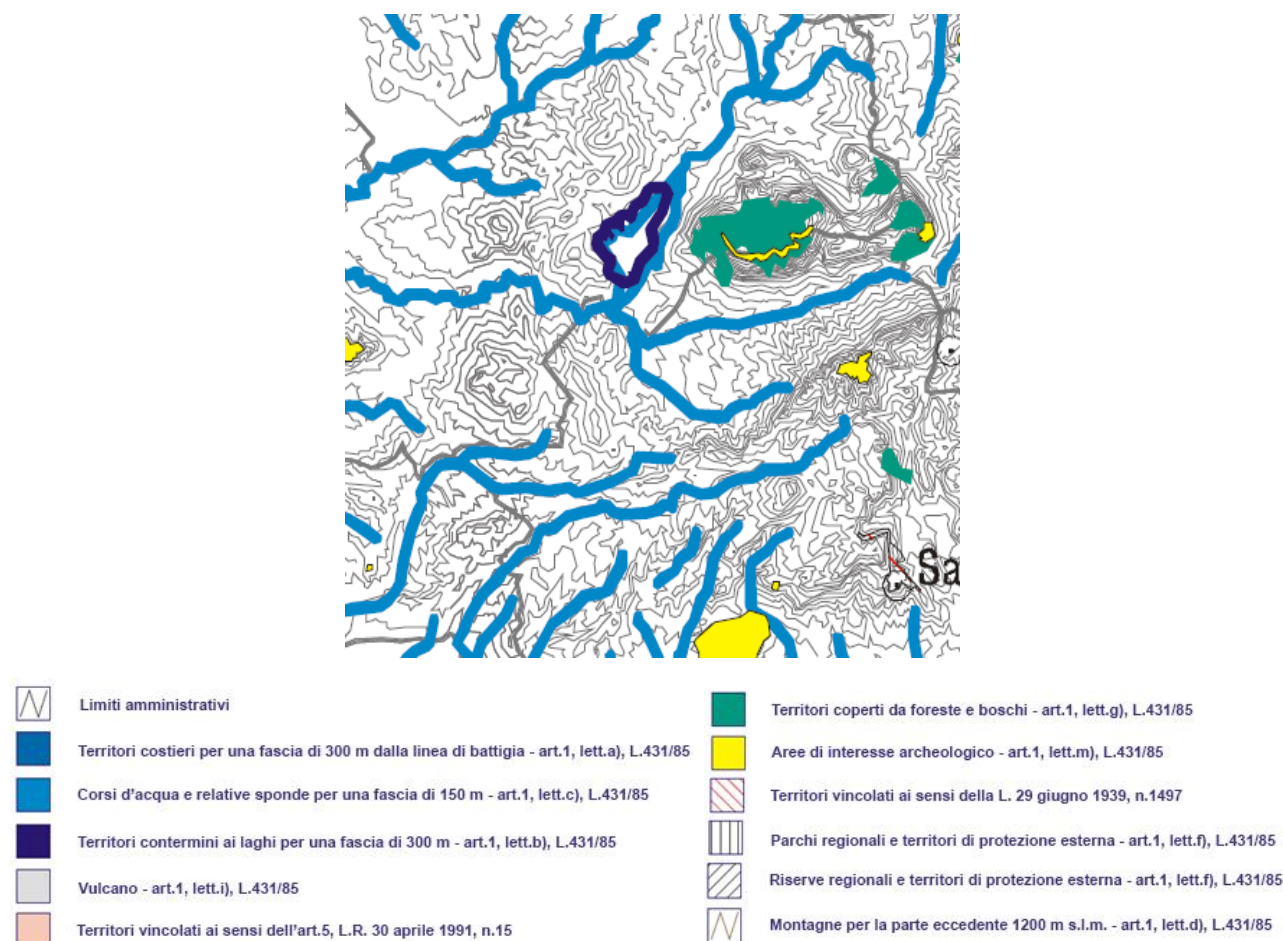 Sa
Limiti amministrativi
Territori costieri per una fascia di 300 m dalla linea di battigia - art.1, lett.a), L.431/85
Corsi d'acqua e relative sponde per una fascia di 150 m - art.1, lett.c), L.431/85
Territori contermini ai laghi per una fascia di 300 m - art.1, lett.b), L.431/85
Vulcano - art.1, lett.i), L.431/85
Territori vincolati ai sensi dell'art.5, L.R. 30 aprile 1991, n.15
Territori coperti da foreste e boschi - art.1, lett.g), L.431/85
Aree di interesse archeologico - art.1, lett.m), L.431/85
Territori vincolati ai sensi della L. 29 giugno 1939, n.1497
Parchi regionali e territori di protezione esterna - art.1, lett.f), L.431/85
Riserve regionali e territori di protezione esterna - art.1, lett.f), L.431/85
Montagne per la parte eccedente 1200 m s.l.m. - art.1, lett.d), L.431/85